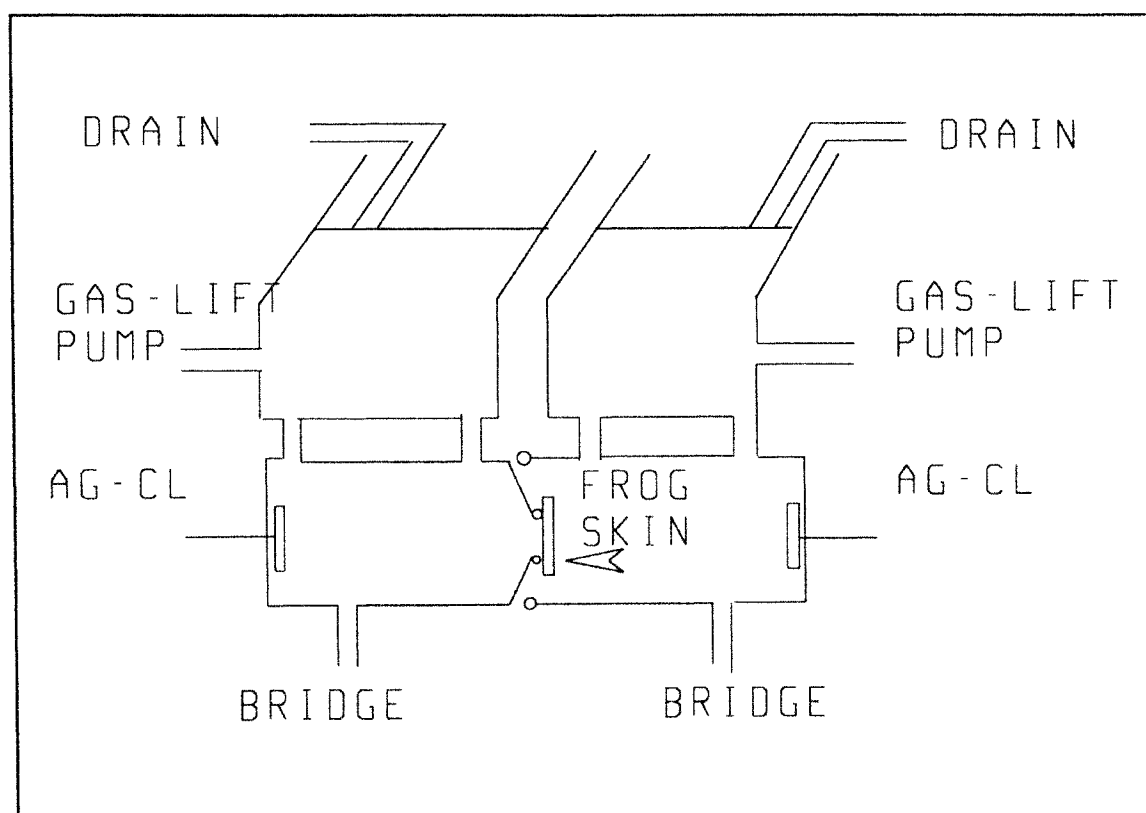 DRAIN
DRAIN
GAS-LIFT
PUMP
GAS-LIFT
PUMP
AG-CL
AG-CL
FROG
SKIN
BRIDGE
BRIDGE